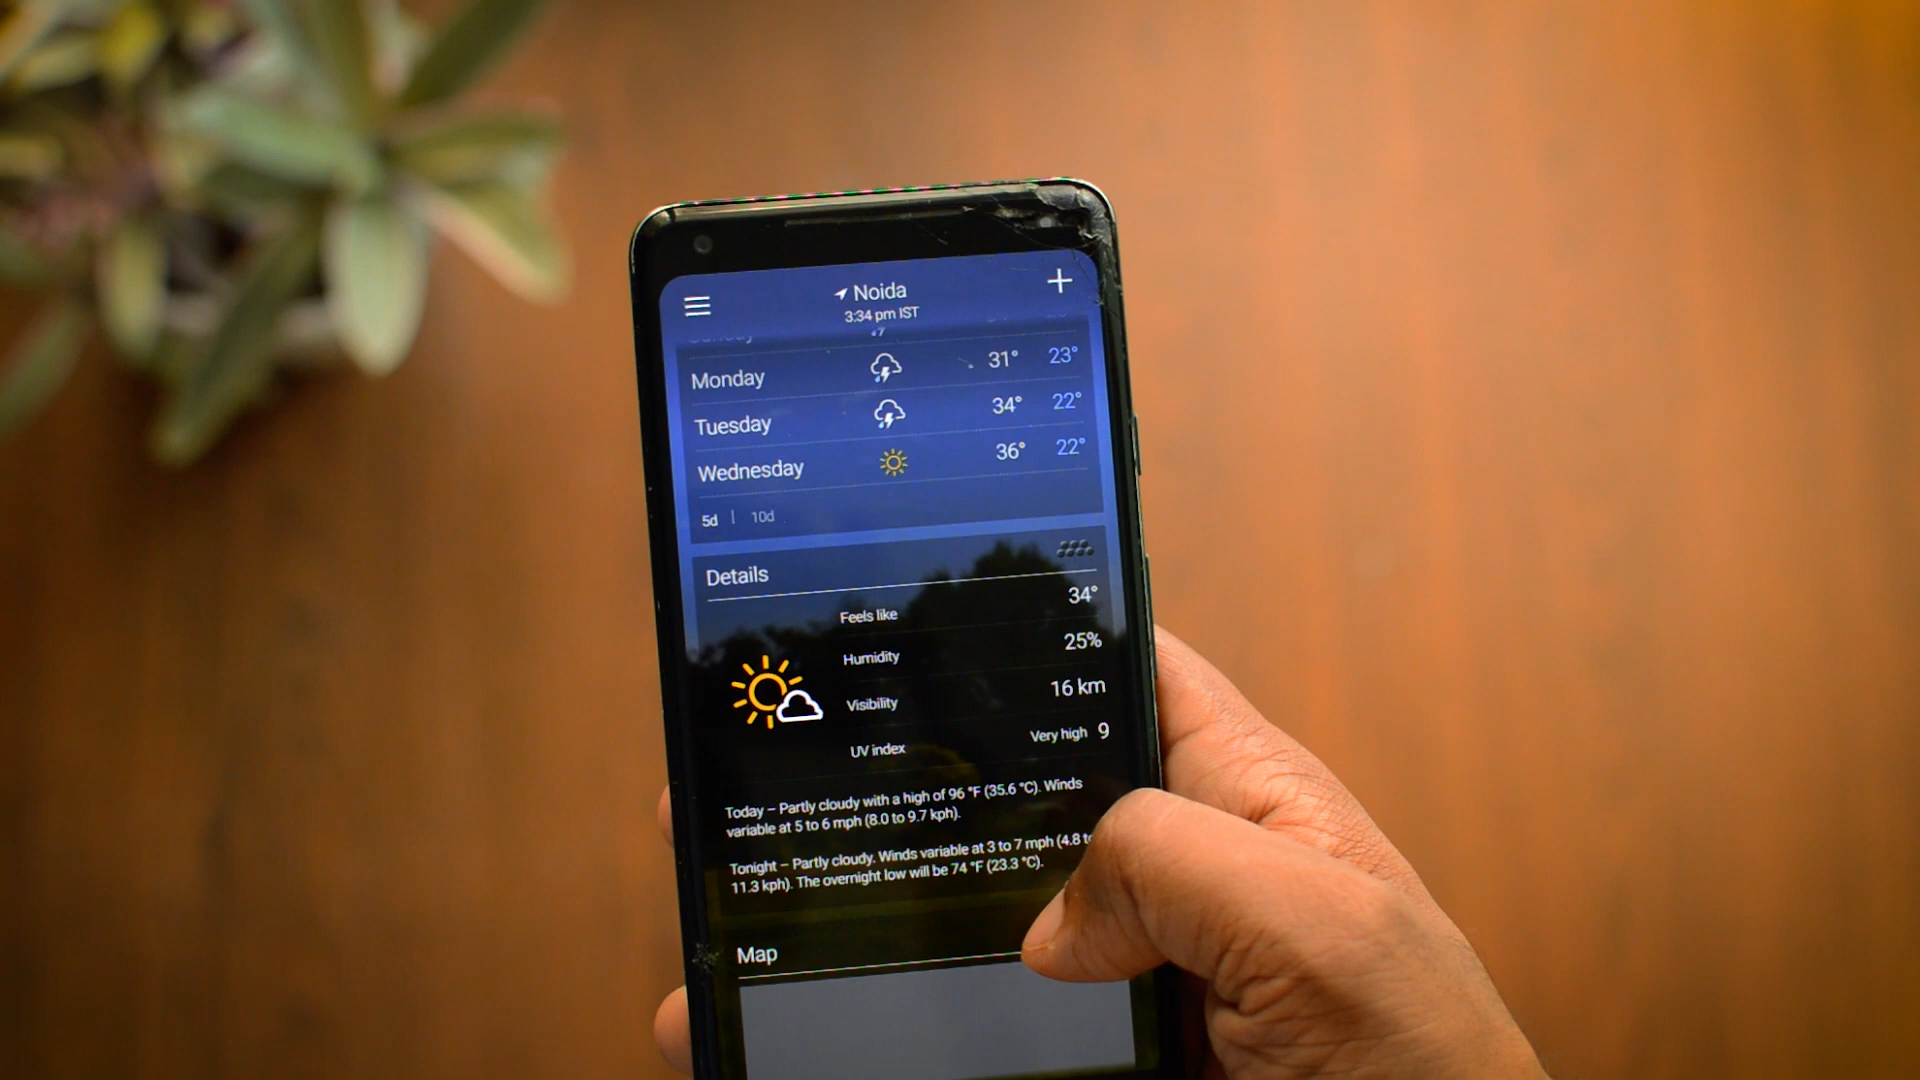 Noida
3:34 pm IST
Monday 31° 23°
Tuesday 34° 22°
Wednesday 36° 22°
5d | 10d
Details
Feels like 34°
Humidity 25%
Visibility 16 km
UV index Very high 9
Today – Partly cloudy with a high of 96 °F (35.6 °C). Winds
variable at 5 to 6 mph (8.0 to 9.7 kph).
Tonight – Partly cloudy. Winds variable at 3 to 7 mph (4.8 to
11.3 kph). The overnight low will be 74 °F (23.3 °C).
Map